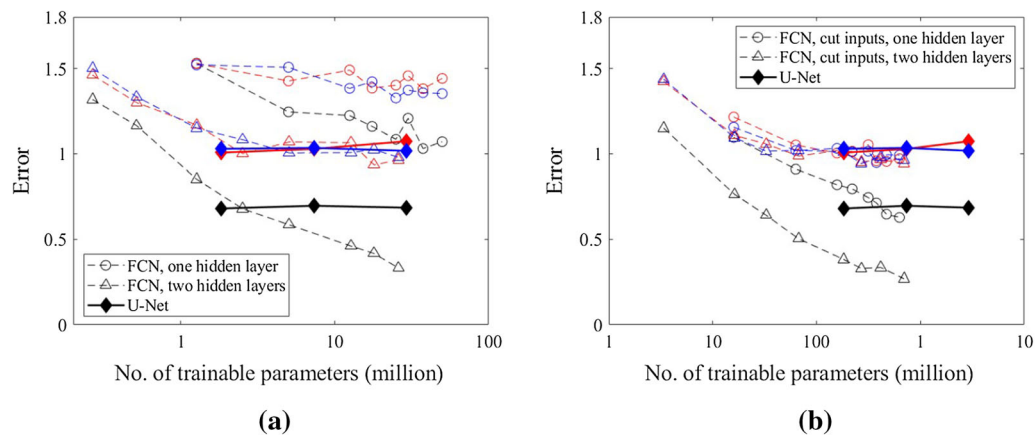 1.8
1.5
1
0.5
0
Error
1
10
100
No. of trainable parameters (million)
FCN, one hidden layer
FCN, two hidden layers
U-Net
(a)
1.8
1.5
1
0.5
0
Error
1
10
100
1
10
No. of trainable parameters (million)
FCN, cut inputs, one hidden layer
FCN, cut inputs, two hidden layers
U-Net
(b)